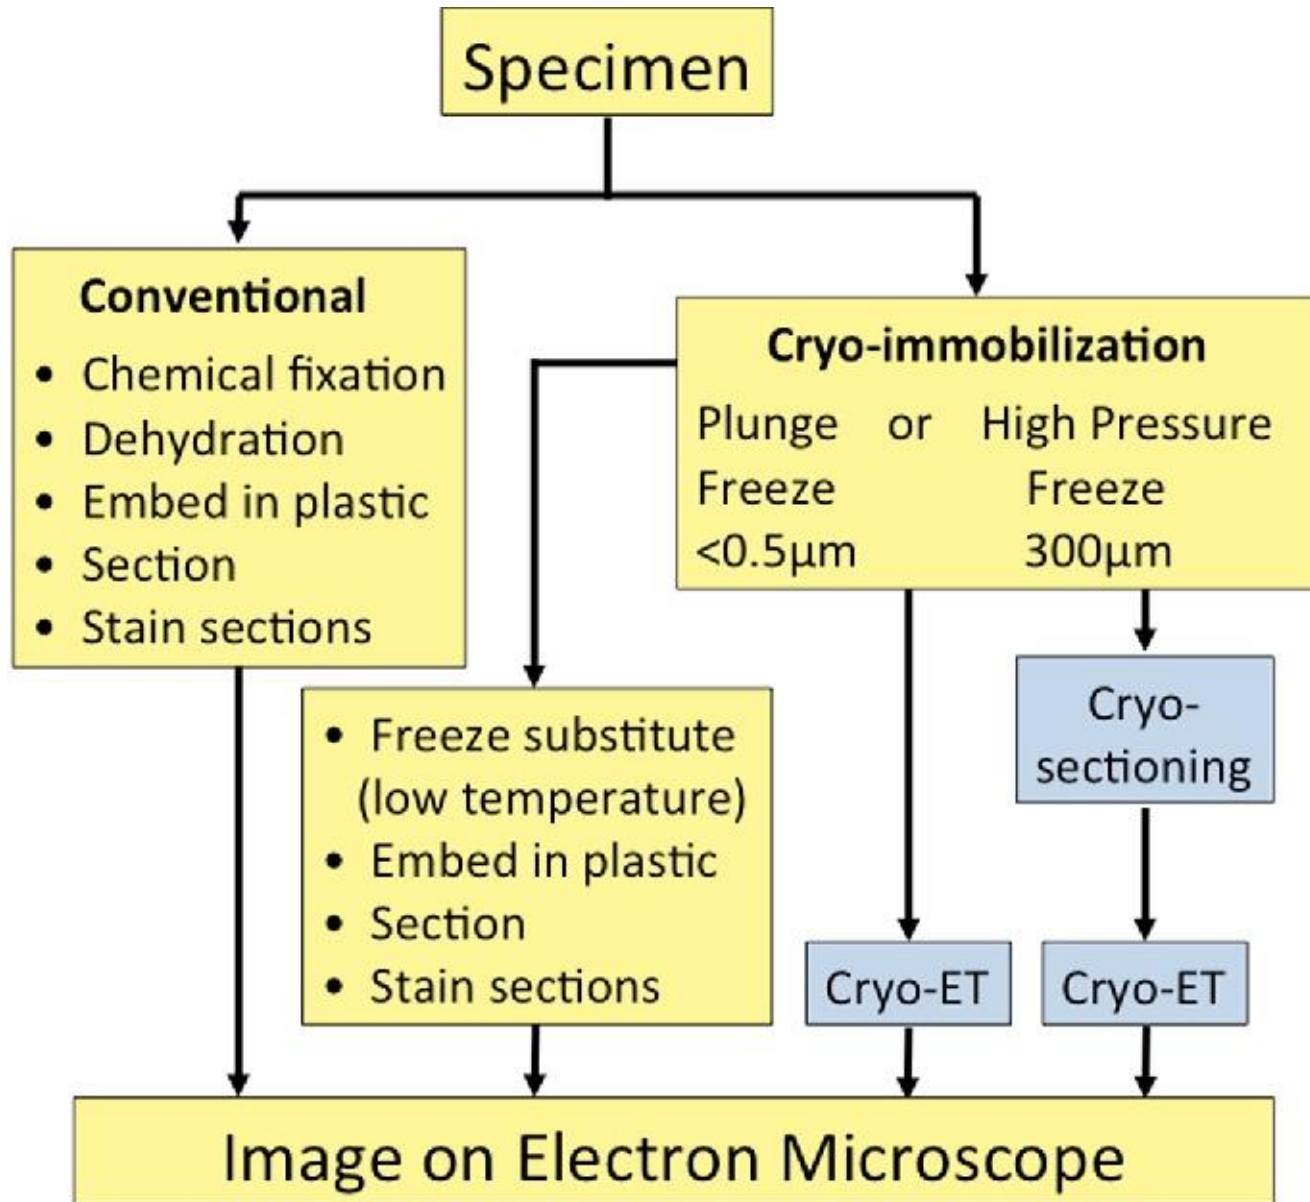 Specimen
Conventional
• Chemical fixation
• Dehydration
• Embed in plastic
• Section
• Stain sections
Cryo-immobilization
Plunge or High Pressure
Freeze Freeze
<0.5µm 300µm
• Freeze substitute
(low temperature)
• Embed in plastic
• Section
• Stain sections
Cryo-
sectioning
Cryo-ET
Cryo-ET
Image on Electron Microscope